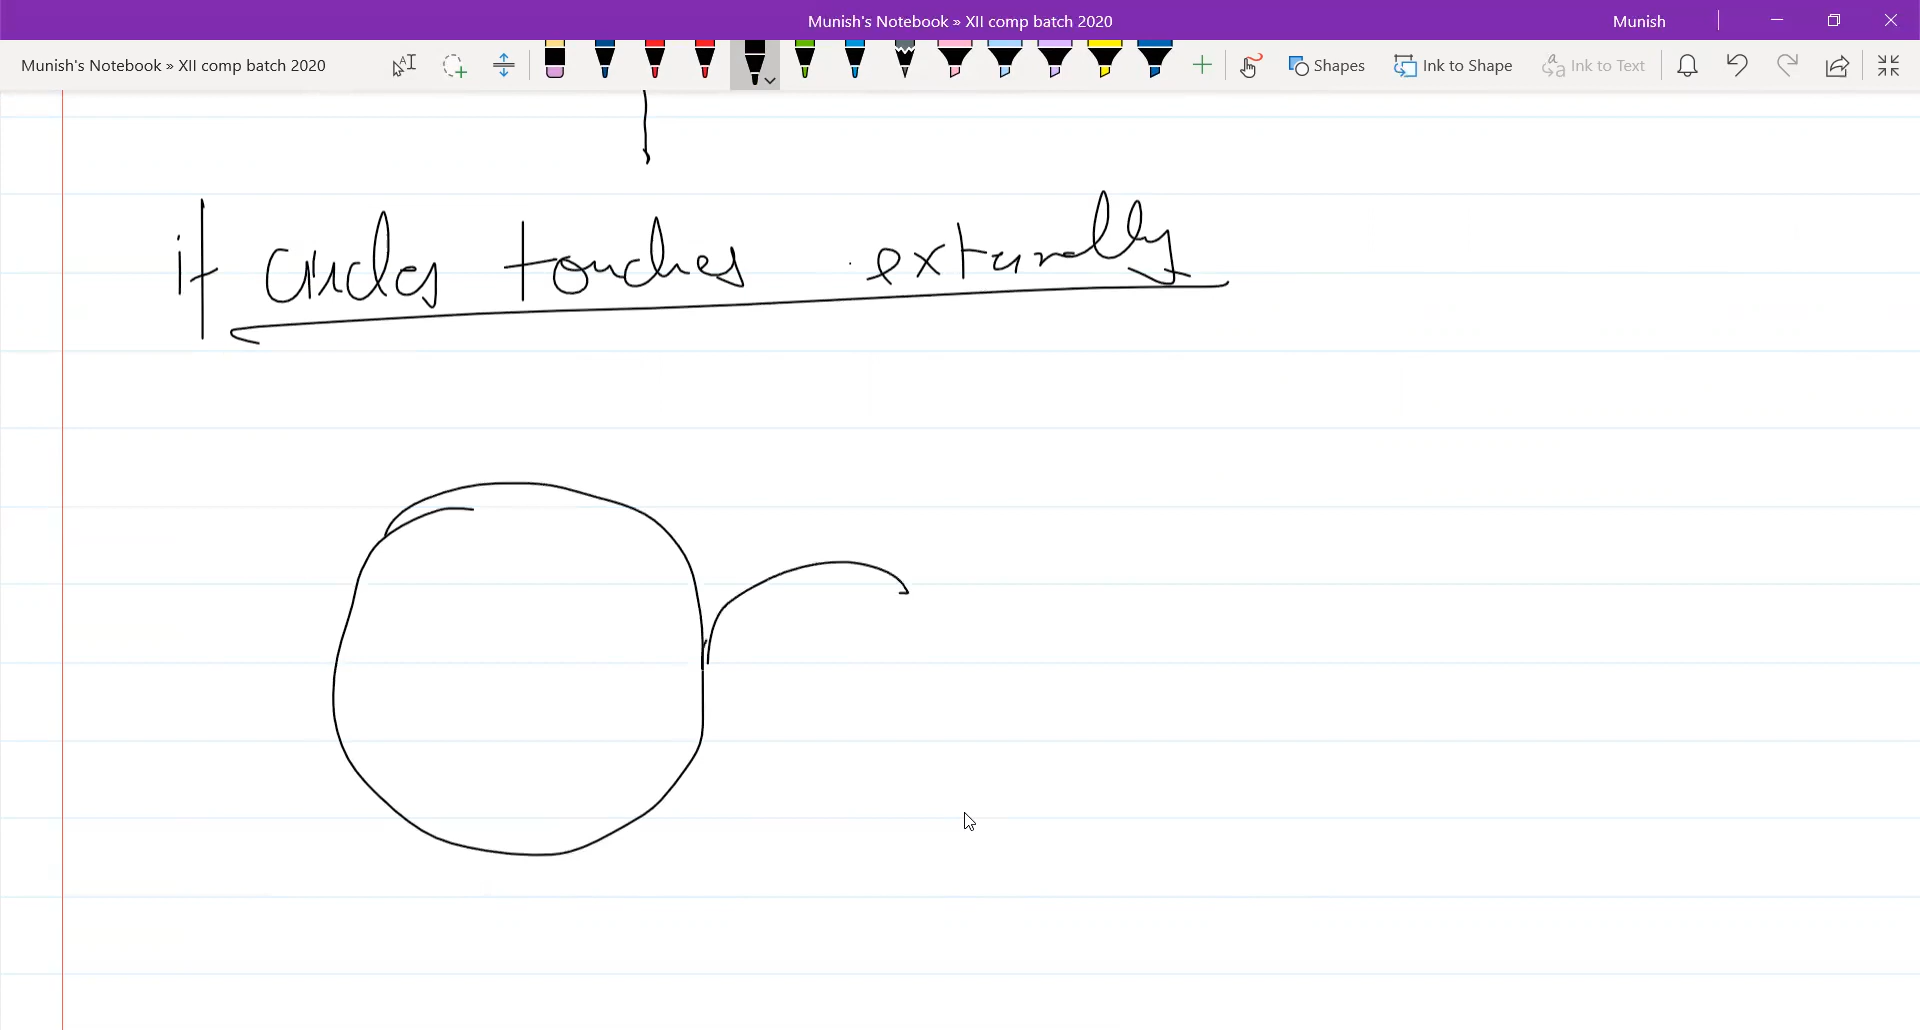 Munish's Notebook » XII comp batch 2020
Munish
Munish's Notebook » XII comp batch 2020
Shapes
Ink to Shape
Ink to Text
if circles touches externally